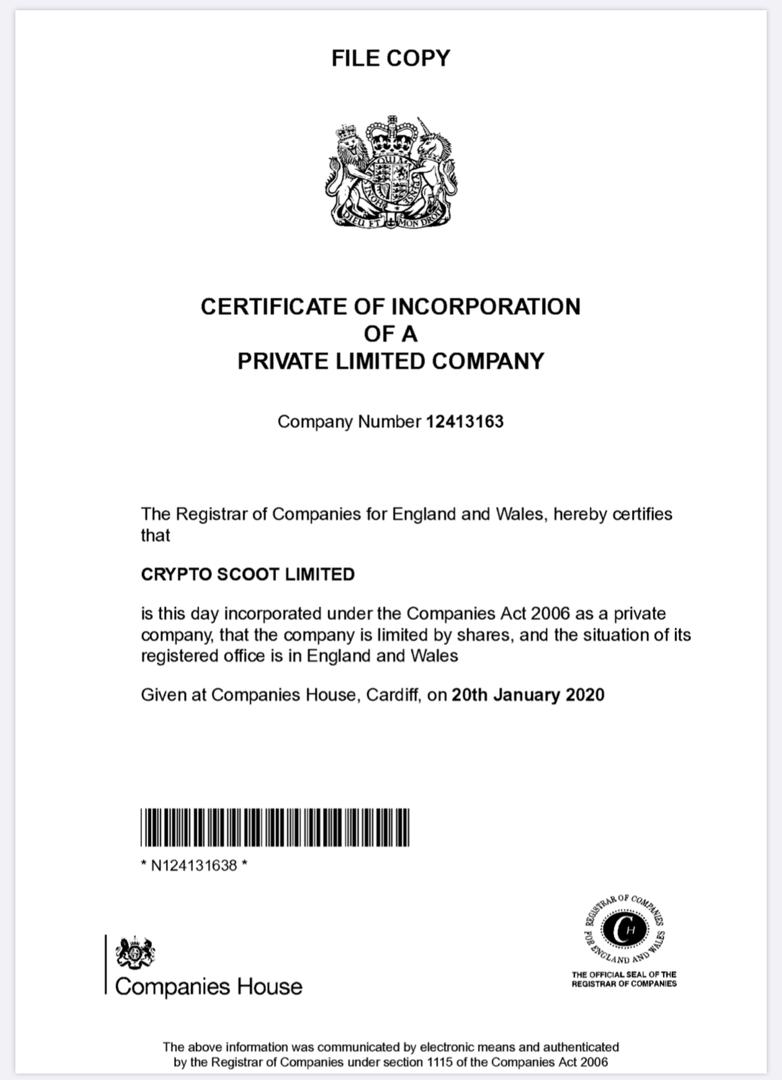 FILE COPY
DIEU ET MON DROIT
CERTIFICATE OF INCORPORATION
OF A
PRIVATE LIMITED COMPANY
Company Number 12413163
The Registrar of Companies for England and Wales, hereby certifies
that
CRYPTO SCOOT LIMITED
is this day incorporated under the Companies Act 2006 as a private
company, that the company is limited by shares, and the situation of its
registered office is in England and Wales
Given at Companies House, Cardiff, on 20th January 2020
* N124131638 *
Companies House
REGISTRAR OF COMPANIES
FOR ENGLAND AND WALES
CH
THE OFFICIAL SEAL OF THE
REGISTRAR OF COMPANIES
The above information was communicated by electronic means and authenticated
by the Registrar of Companies under section 1115 of the Companies Act 2006